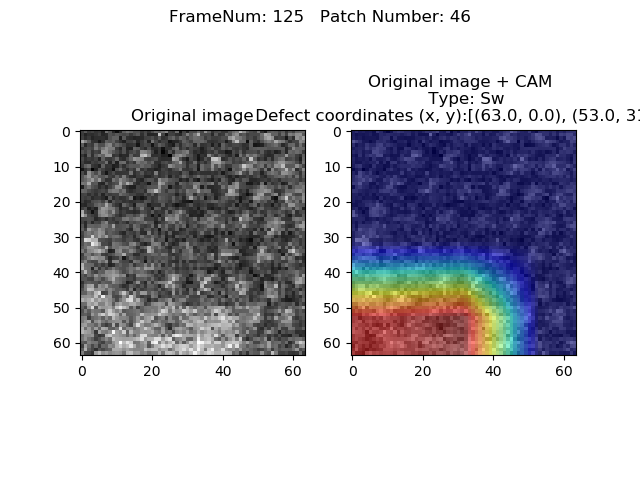 FrameNum: 125   Patch Number: 46
Original image + CAM
Type: Sw
Original image
Defect coordinates (x, y):[(63.0, 0.0), (53.0, 31
0
10
20
30
40
50
60
0 20 40 60
0
10
20
30
40
50
60
0 20 40 60